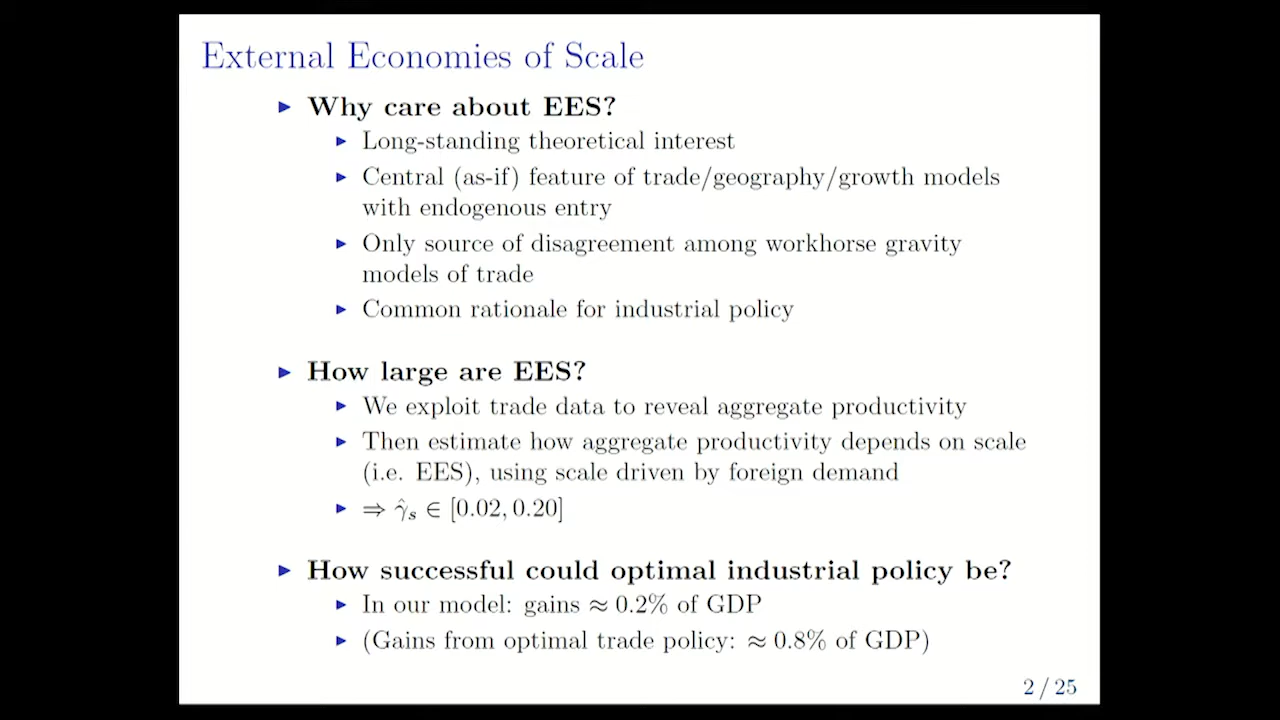 External Economies of Scale
▶ Why care about EES?
▶ Long-standing theoretical interest
▶ Central (as-if) feature of trade/geography/growth models
with endogenous entry
▶ Only source of disagreement among workhorse gravity
models of trade
▶ Common rationale for industrial policy
▶ How large are EES?
▶ We exploit trade data to reveal aggregate productivity
▶ Then estimate how aggregate productivity depends on scale
(i.e. EES), using scale driven by foreign demand
▶ ⇒ γ̂ₛ ∈ [0.02, 0.20]
▶ How successful could optimal industrial policy be?
▶ In our model: gains ≈ 0.2% of GDP
▶ (Gains from optimal trade policy: ≈ 0.8% of GDP)
2 / 25